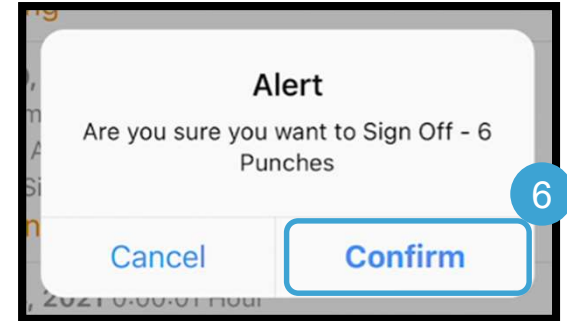 ng
Alert
Are you sure you want to Sign Off - 6
Punches
6
Cancel
Confirm
, 2021 0:00:01 Hour